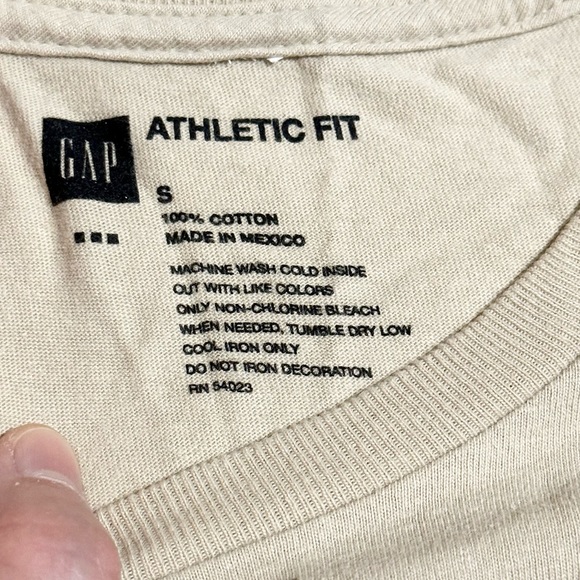 GAP
ATHLETIC FIT
S
100% COTTON
MADE IN MEXICO
MACHINE WASH COLD INSIDE
OUT WITH LIKE COLORS
ONLY NON-CHLORINE BLEACH
WHEN NEEDED, TUMBLE DRY LOW
COOL IRON ONLY
DO NOT IRON DECORATION
RN 54023